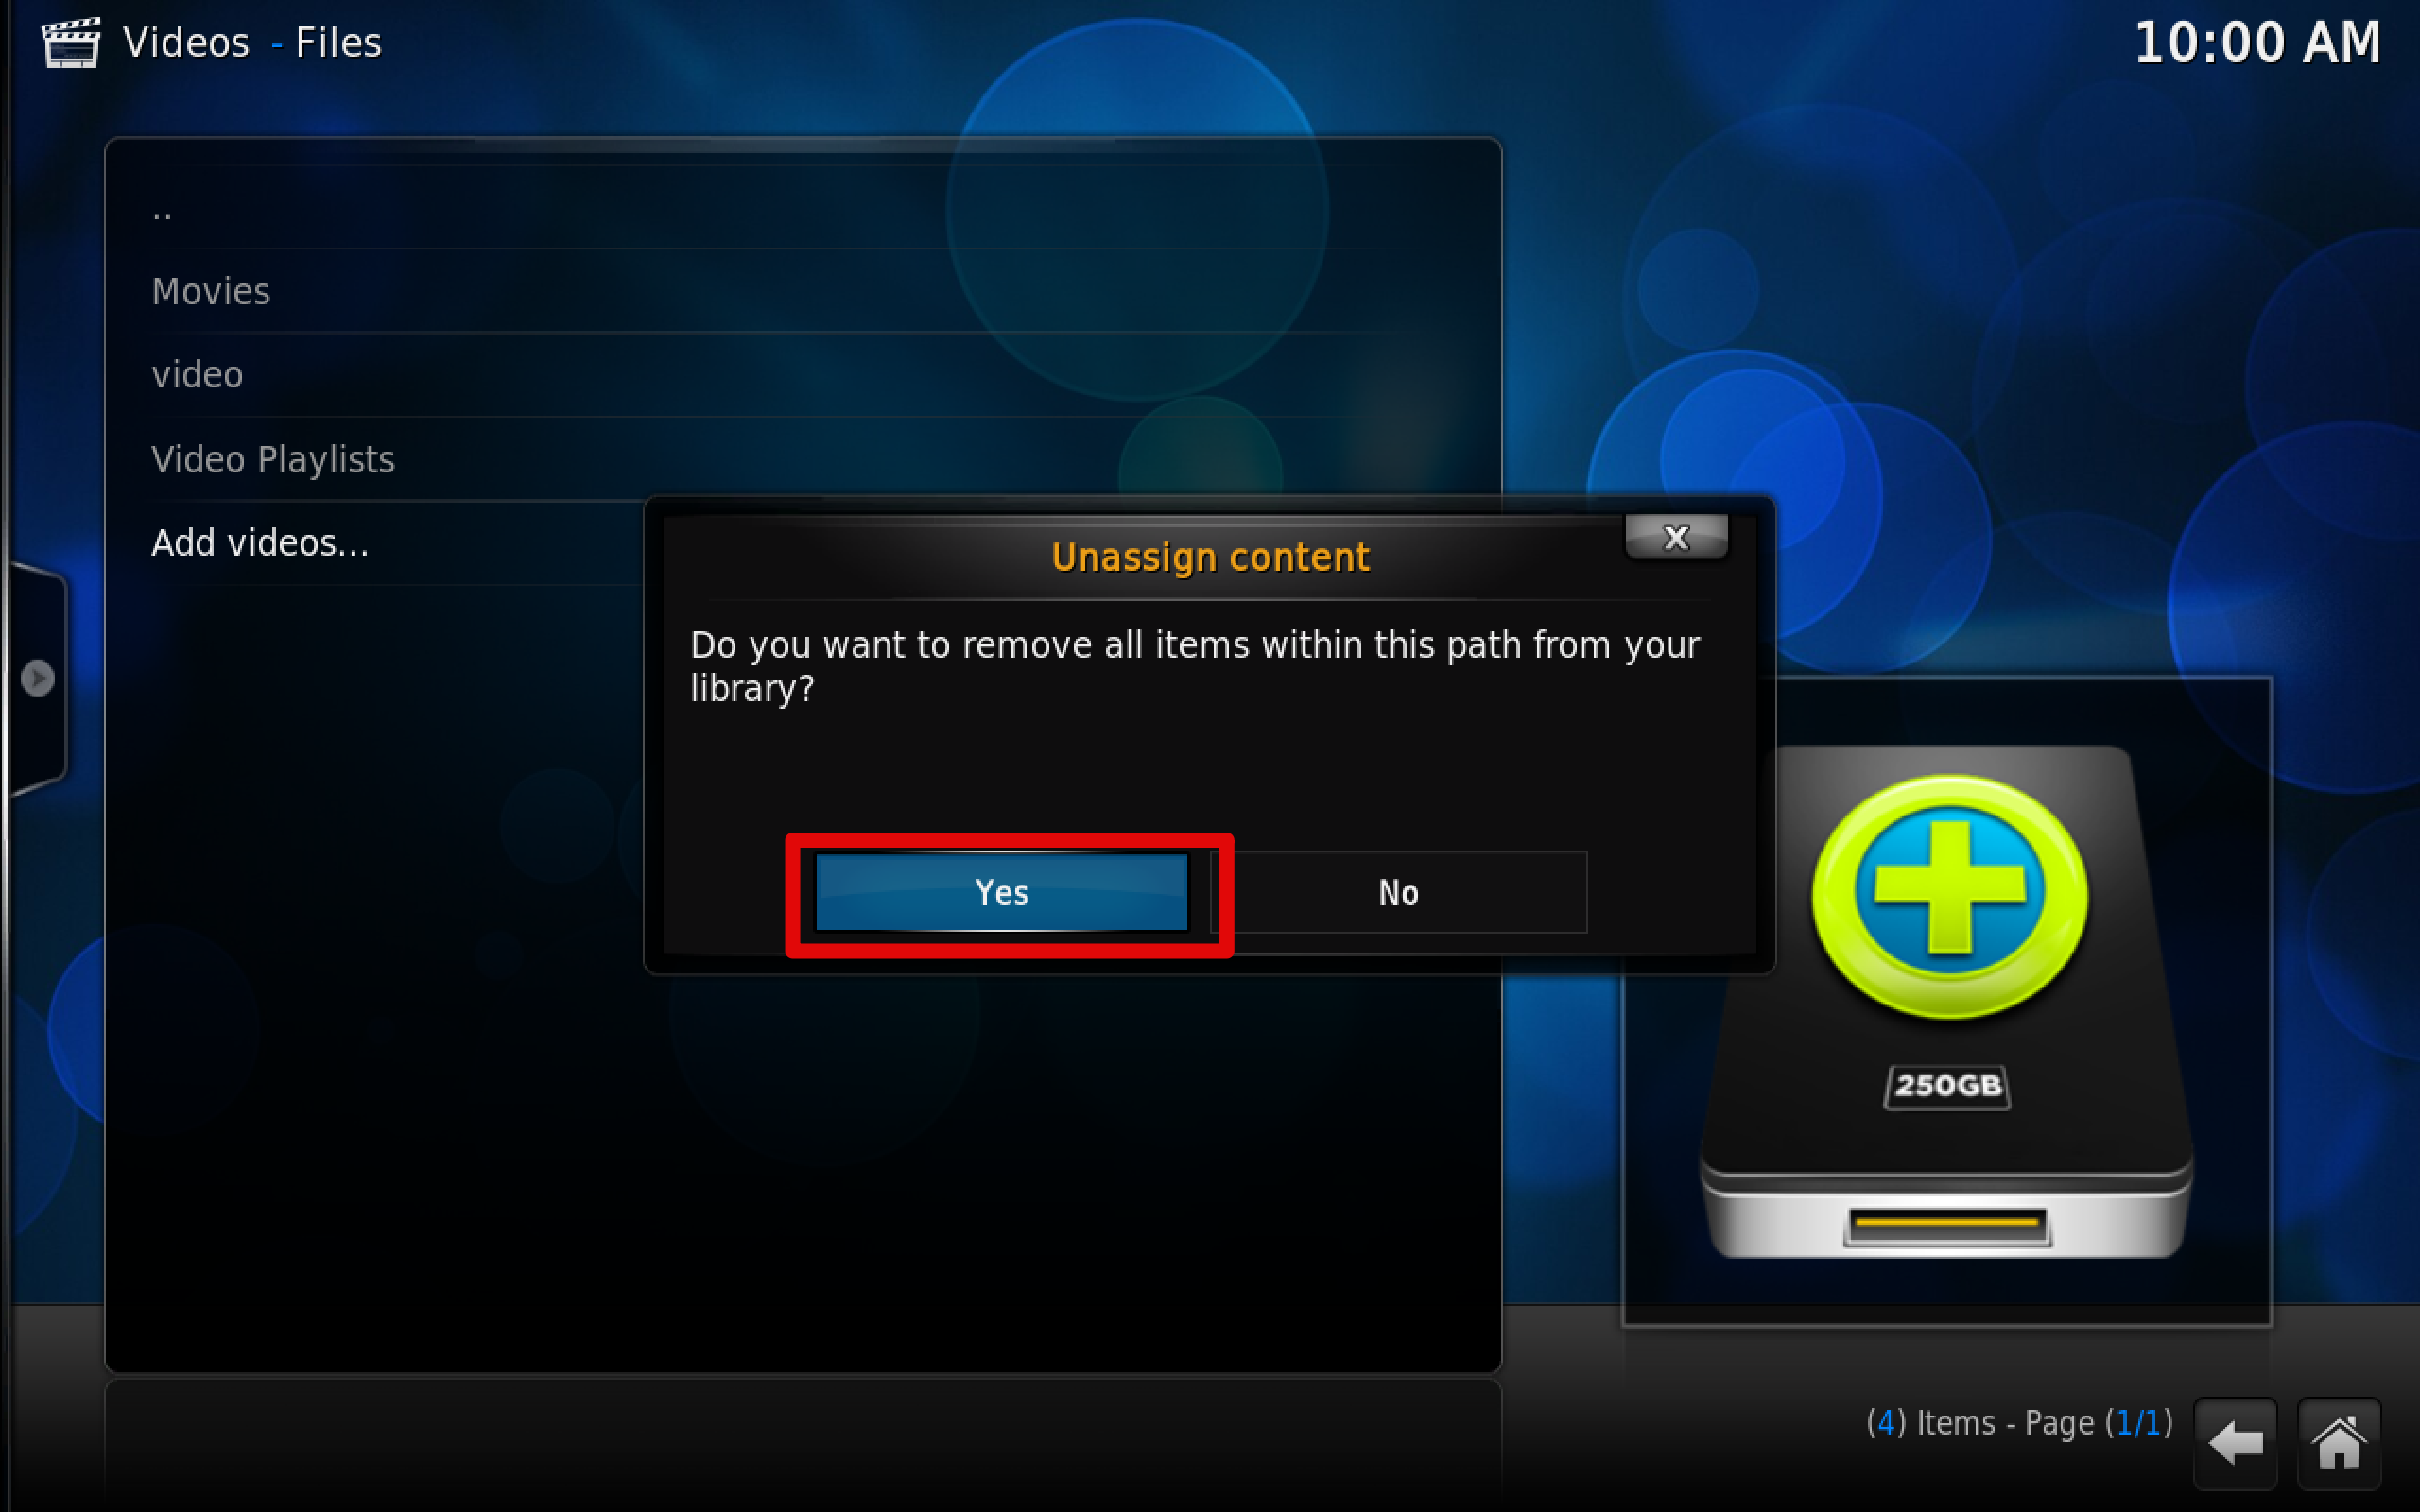 Videos - Files
10:00 AM
..
Movies
video
Video Playlists
Add videos...
Unassign content
X
Do you want to remove all items within this path from your
library?
Yes
No
250GB
(4) Items - Page (1/1)